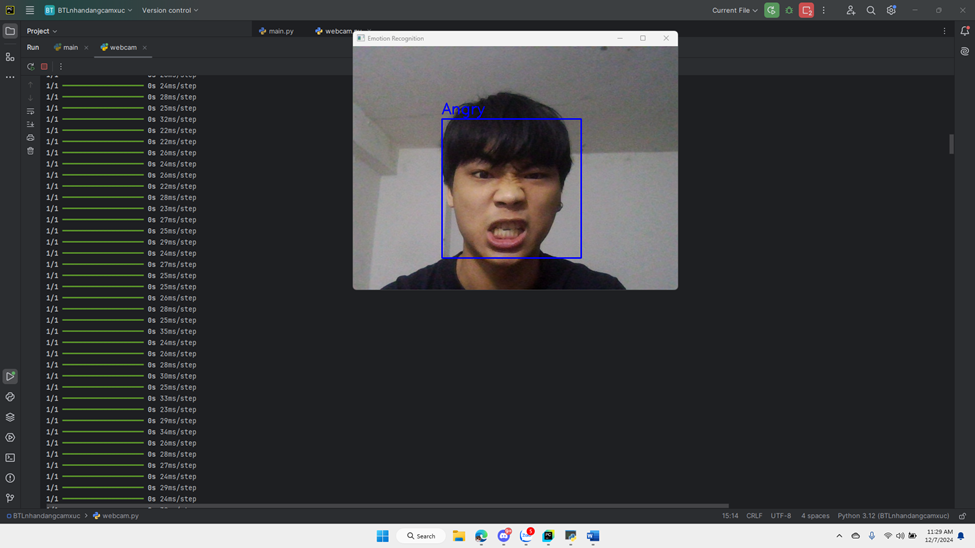 BT BTLnhandangcamxuc
Version control
Current File
2
Project
main.py
webcam.py
Run
main
webcam
Emotion Recognition
Angry
1/1 0s 24ms/step
1/1 0s 28ms/step
1/1 0s 25ms/step
1/1 0s 32ms/step
1/1 0s 22ms/step
1/1 0s 22ms/step
1/1 0s 26ms/step
1/1 0s 24ms/step
1/1 0s 26ms/step
1/1 0s 22ms/step
1/1 0s 28ms/step
1/1 0s 23ms/step
1/1 0s 27ms/step
1/1 0s 25ms/step
1/1 0s 29ms/step
1/1 0s 24ms/step
1/1 0s 27ms/step
1/1 0s 25ms/step
1/1 0s 25ms/step
1/1 0s 26ms/step
1/1 0s 28ms/step
1/1 0s 25ms/step
1/1 0s 35ms/step
1/1 0s 24ms/step
1/1 0s 26ms/step
1/1 0s 28ms/step
1/1 0s 30ms/step
1/1 0s 25ms/step
1/1 0s 33ms/step
1/1 0s 23ms/step
1/1 0s 29ms/step
1/1 0s 34ms/step
1/1 0s 26ms/step
1/1 0s 28ms/step
1/1 0s 27ms/step
1/1 0s 24ms/step
1/1 0s 29ms/step
1/1 0s 24ms/step
BTLnhandangcamxuc > webcam.py
15:14 CRLF UTF-8 4 spaces Python 3.12 (BTLnhandangcamxuc)
Search
11:29 AM
12/7/2024